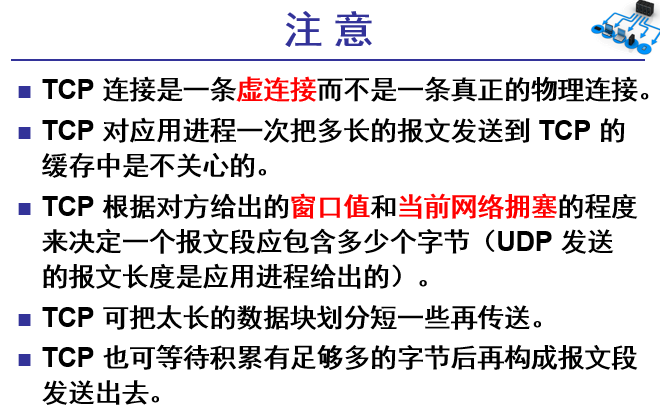 注 意
TCP 连接是一条虚连接而不是一条真正的物理连接。
TCP 对应用进程一次把多长的报文发送到 TCP 的
缓存中是不关心的。
TCP 根据对方给出的窗口值和当前网络拥塞的程度
来决定一个报文段应包含多少个字节（UDP 发送
的报文长度是应用进程给出的）。
TCP 可把太长的数据块划分短一些再传送。
TCP 也可等待积累有足够多的字节后再构成报文段
发送出去。